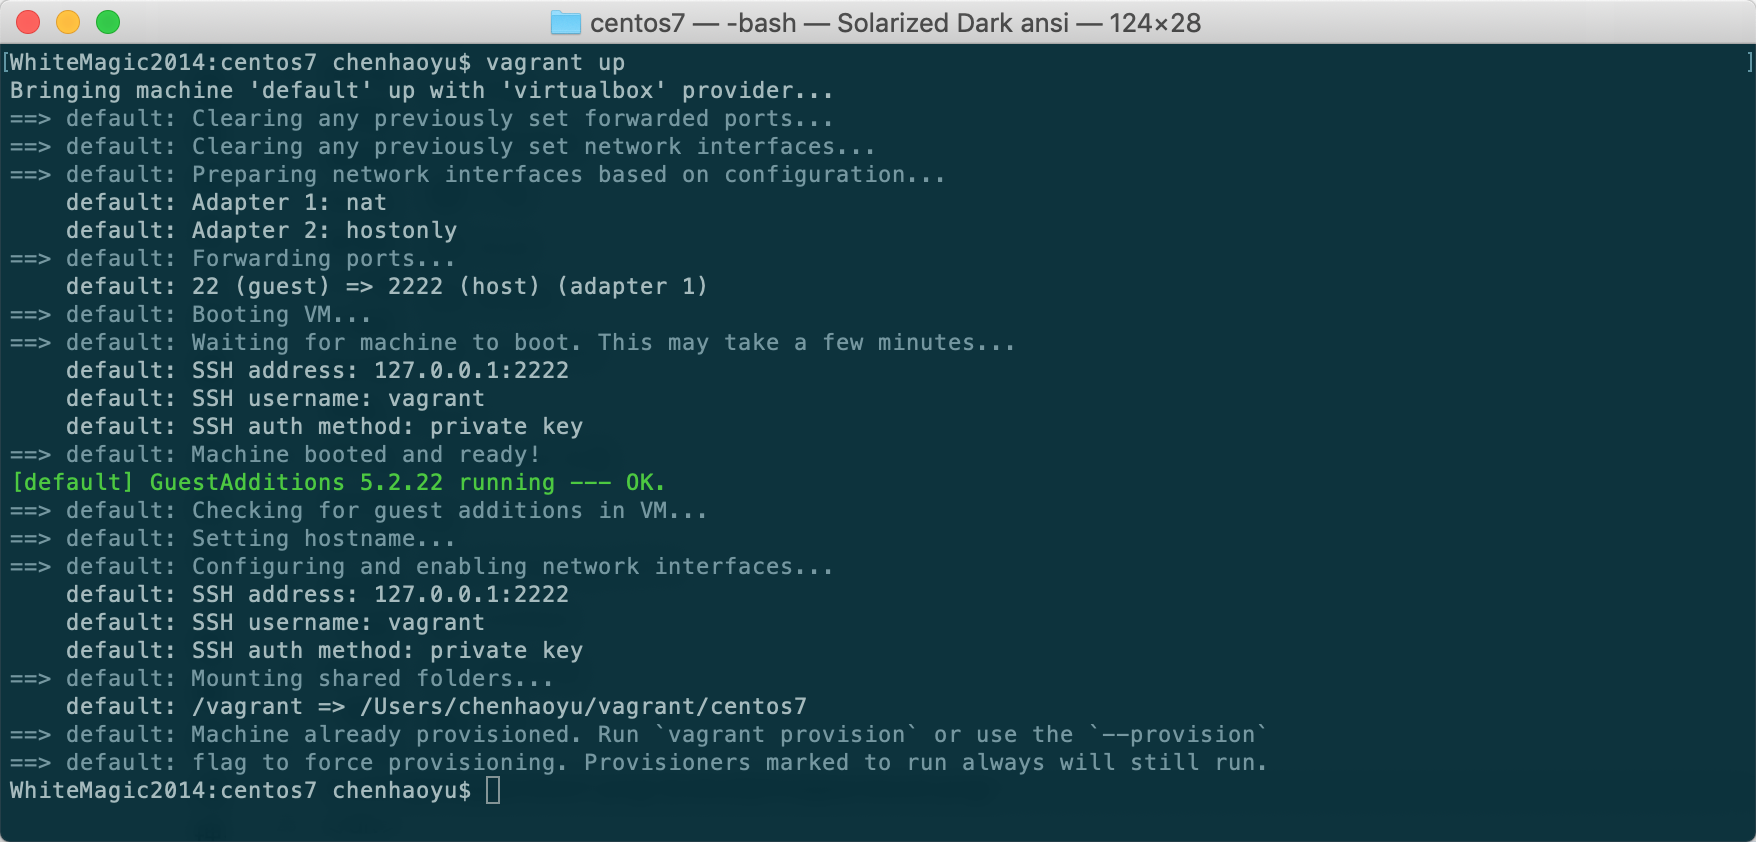 centos7 — -bash — Solarized Dark ansi — 124×28
[WhiteMagic2014:centos7 chenhaoyu$ vagrant up ]
Bringing machine 'default' up with 'virtualbox' provider...
==> default: Clearing any previously set forwarded ports...
==> default: Clearing any previously set network interfaces...
==> default: Preparing network interfaces based on configuration...
    default: Adapter 1: nat
    default: Adapter 2: hostonly
==> default: Forwarding ports...
    default: 22 (guest) => 2222 (host) (adapter 1)
==> default: Booting VM...
==> default: Waiting for machine to boot. This may take a few minutes...
    default: SSH address: 127.0.0.1:2222
    default: SSH username: vagrant
    default: SSH auth method: private key
==> default: Machine booted and ready!
[default] GuestAdditions 5.2.22 running --- OK.
==> default: Checking for guest additions in VM...
==> default: Setting hostname...
==> default: Configuring and enabling network interfaces...
    default: SSH address: 127.0.0.1:2222
    default: SSH username: vagrant
    default: SSH auth method: private key
==> default: Mounting shared folders...
    default: /vagrant => /Users/chenhaoyu/vagrant/centos7
==> default: Machine already provisioned. Run `vagrant provision` or use the `--provision`
==> default: flag to force provisioning. Provisioners marked to run always will still run.
WhiteMagic2014:centos7 chenhaoyu$